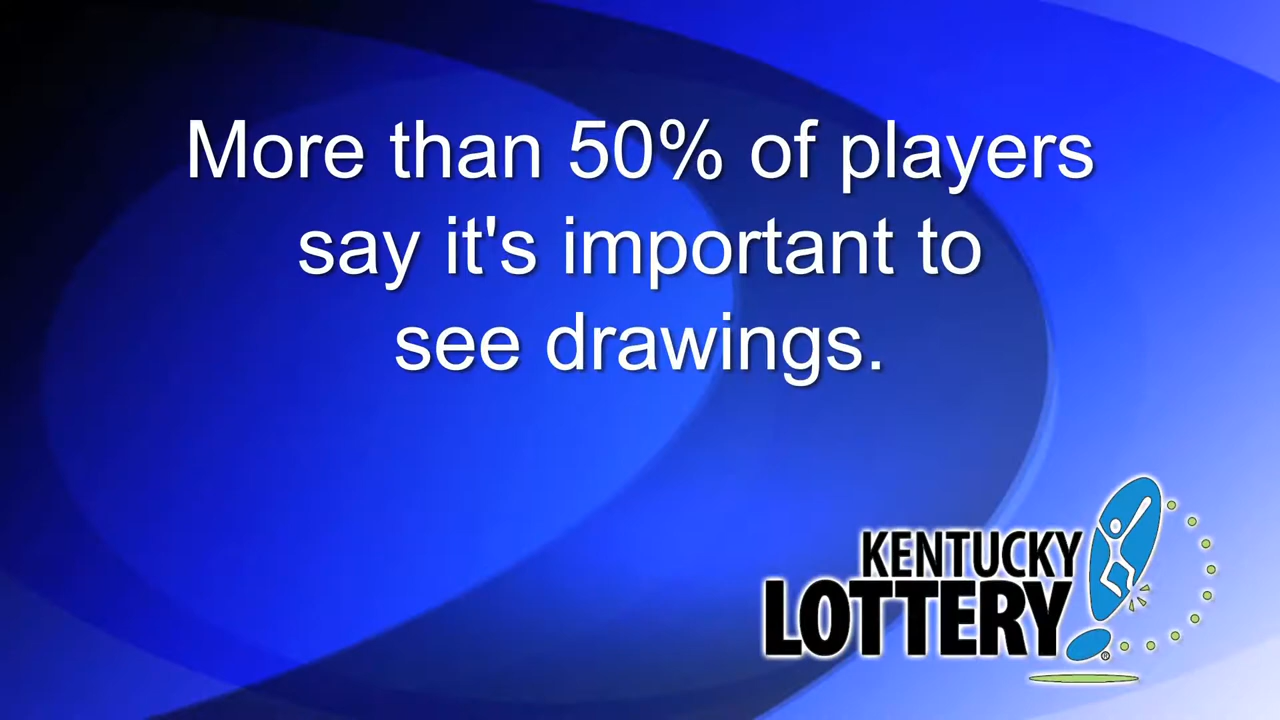 More than 50% of players
say it's important to
see drawings.
KENTUCKY
LOTTERY
®